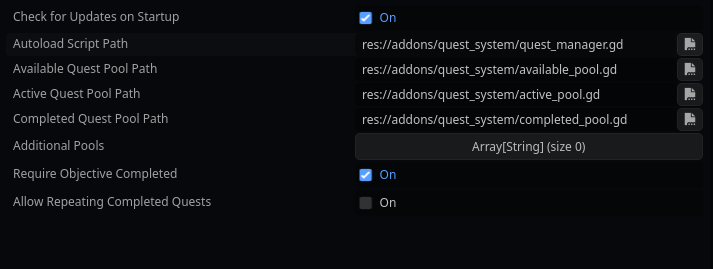 Check for Updates on Startup On
Autoload Script Path res://addons/quest_system/quest_manager.gd
Available Quest Pool Path res://addons/quest_system/available_pool.gd
Active Quest Pool Path res://addons/quest_system/active_pool.gd
Completed Quest Pool Path res://addons/quest_system/completed_pool.gd
Additional Pools Array[String] (size 0)
Require Objective Completed On
Allow Repeating Completed Quests On